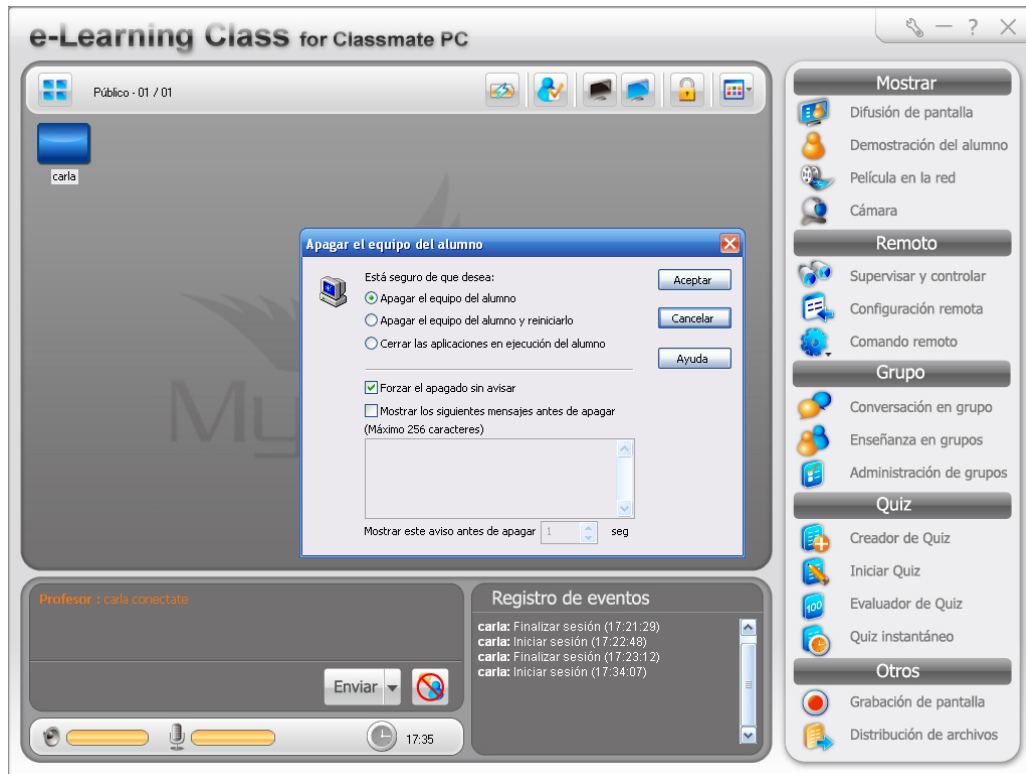 e-Learning Class for Classmate PC
Público - 01 / 01
carla
Apagar el equipo del alumno
Está seguro de que desea:
Apagar el equipo del alumno
Apagar el equipo del alumno y reiniciarlo
Cerrar las aplicaciones en ejecución del alumno
Aceptar
Cancelar
Ayuda
Forzar el apagado sin avisar
Mostrar los siguientes mensajes antes de apagar
(Máximo 256 caracteres)
Mostrar este aviso antes de apagar 1 seg
Profesor : carla conectate
Enviar
17:35
Registro de eventos
carla: Finalizar sesión (17:21:29)
carla: Iniciar sesión (17:22:48)
carla: Finalizar sesión (17:23:12)
carla: Iniciar sesión (17:34:07)
?
Mostrar
Difusión de pantalla
Demostración del alumno
Película en la red
Cámara
Remoto
Supervisar y controlar
Configuración remota
Comando remoto
Grupo
Conversación en grupo
Enseñanza en grupos
Administración de grupos
Quiz
Creador de Quiz
Iniciar Quiz
100
Evaluador de Quiz
Quiz instantáneo
Otros
Grabación de pantalla
Distribución de archivos